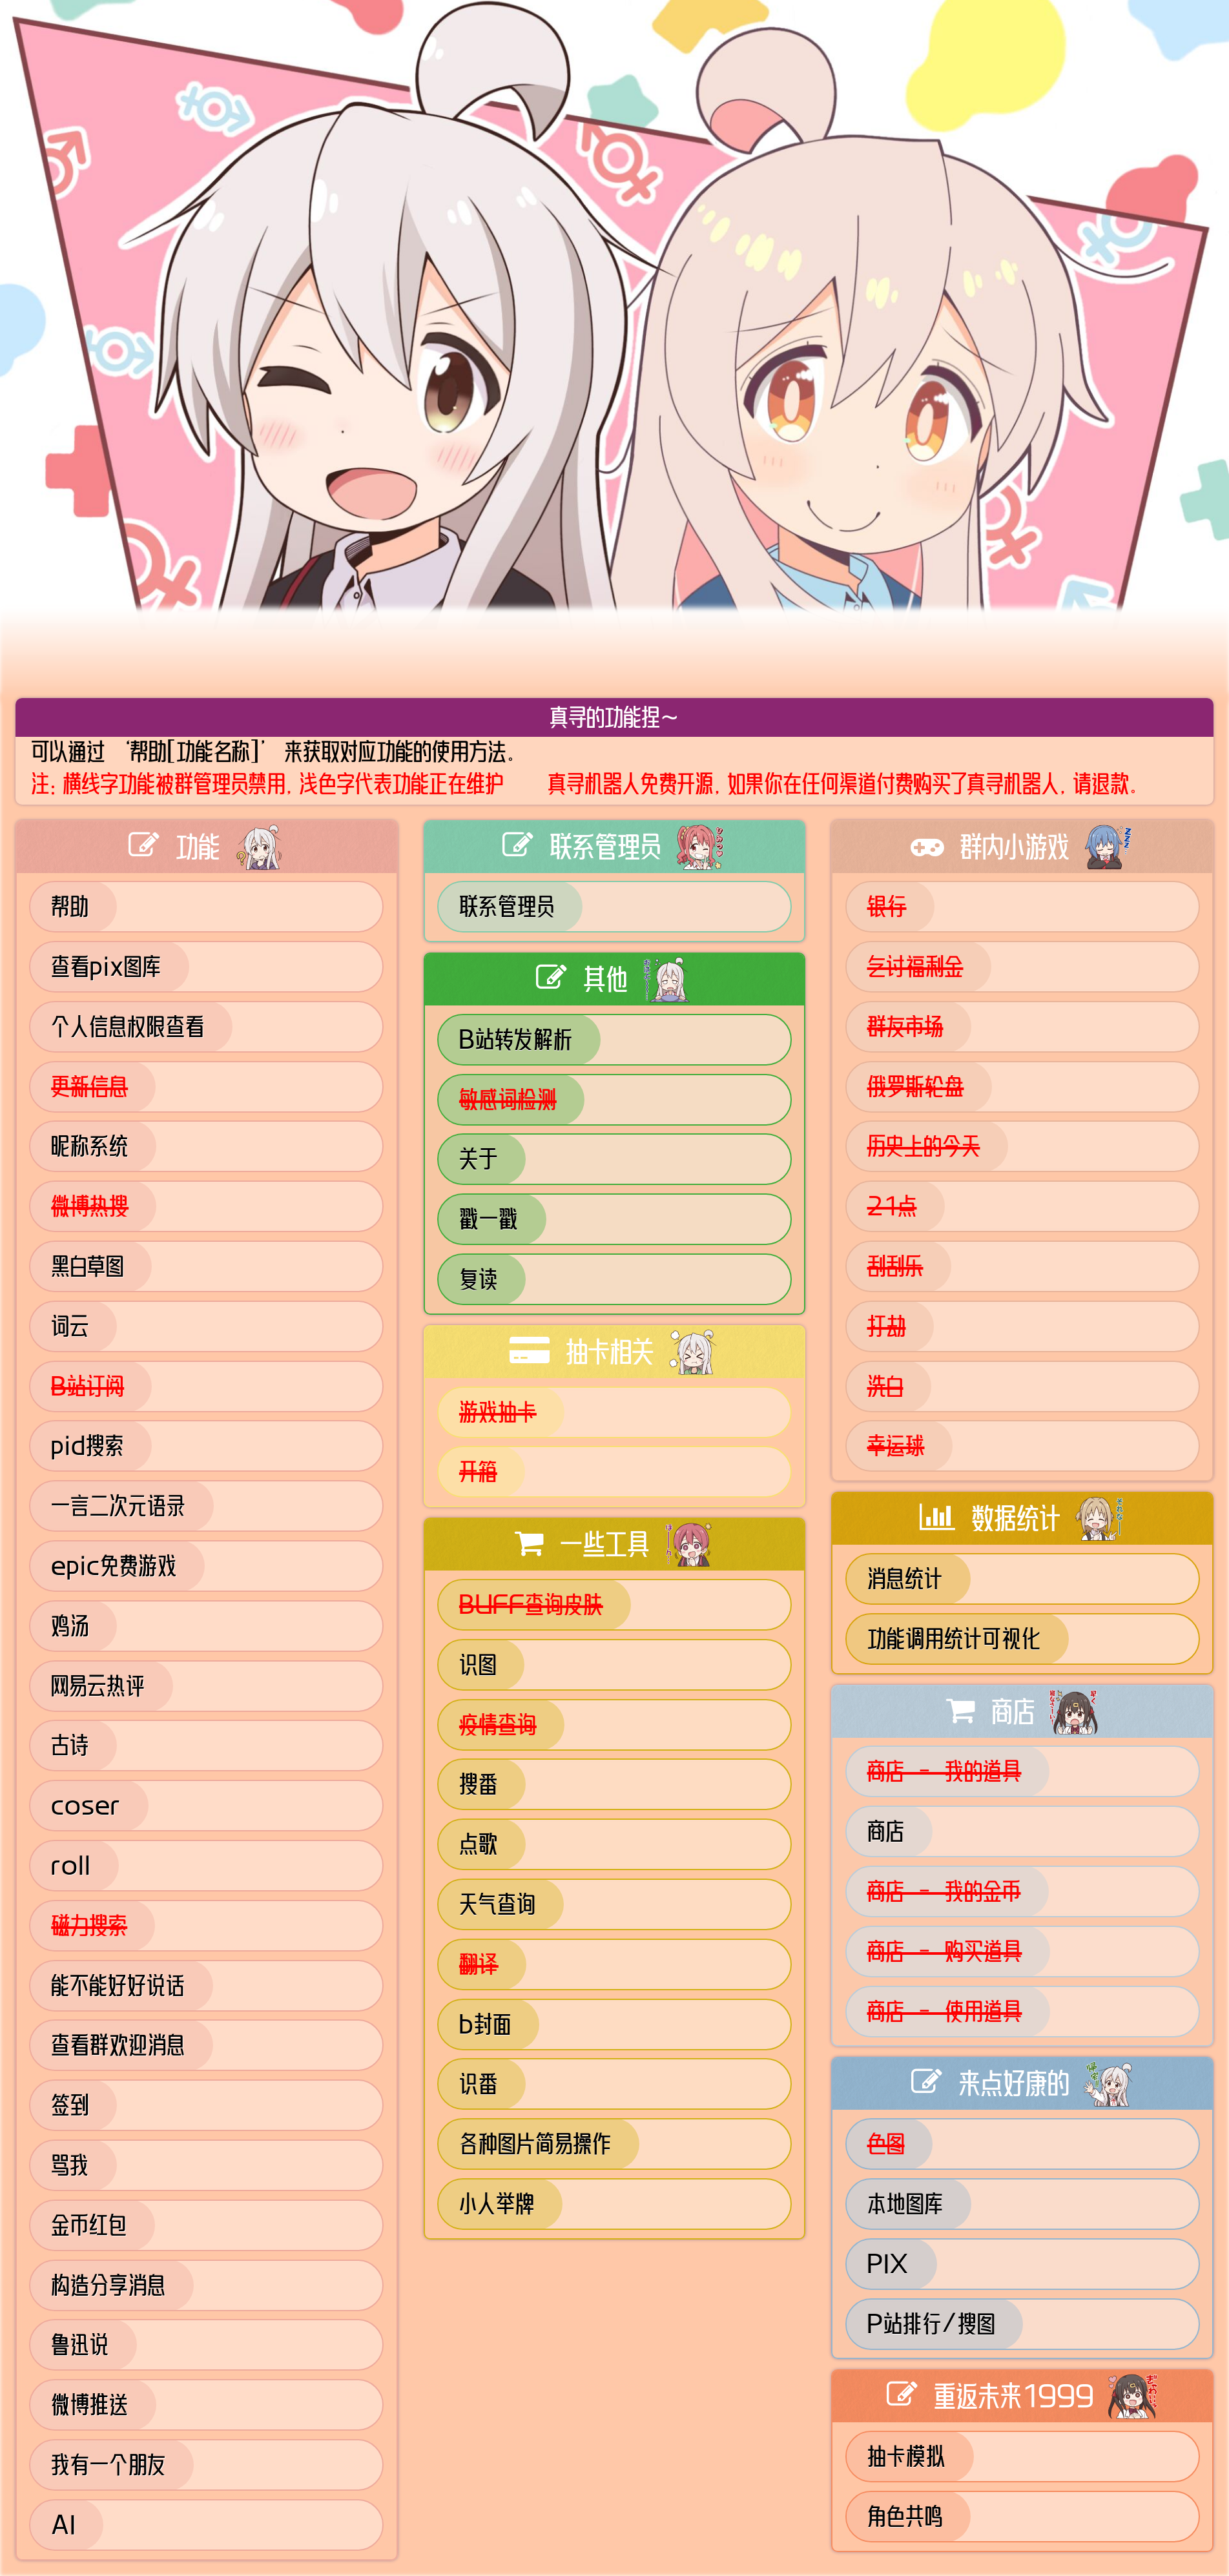 真寻的功能捏~
可以通过 ‘帮助[功能名称]’ 来获取对应功能的使用方法。
注: 横线字功能被群管理员禁用, 浅色字代表功能正在维护 真寻机器人免费开源, 如果你在任何渠道付费购买了真寻机器人, 请退款。
功能
帮助
查看pix图库
个人信息权限查看
更新信息
昵称系统
微博热搜
黑白草图
词云
B站订阅
pid搜索
一言二次元语录
epic免费游戏
鸡汤
网易云热评
古诗
coser
roll
磁力搜索
能不能好好说话
查看群欢迎消息
签到
骂我
金币红包
构造分享消息
鲁迅说
微博推送
我有一个朋友
AI
联系管理员
联系管理员
其他
B站转发解析
敏感词检测
关于
戳一戳
复读
抽卡相关
游戏抽卡
开箱
一些工具
BUFF查询皮肤
识图
疫情查询
搜番
点歌
天气查询
翻译
b封面
识番
各种图片简易操作
小人举牌
群内小游戏
ZZZ
银行
乞讨福利金
群友市场
俄罗斯轮盘
历史上的今天
21点
刮刮乐
打劫
洗白
幸运球
数据统计
消息统计
功能调用统计可视化
商店
商店 - 我的道具
商店
商店 - 我的金币
商店 - 购买道具
商店 - 使用道具
来点好康的
色图
本地图库
PIX
P站排行/搜图
重返未来1999
抽卡模拟
角色共鸣